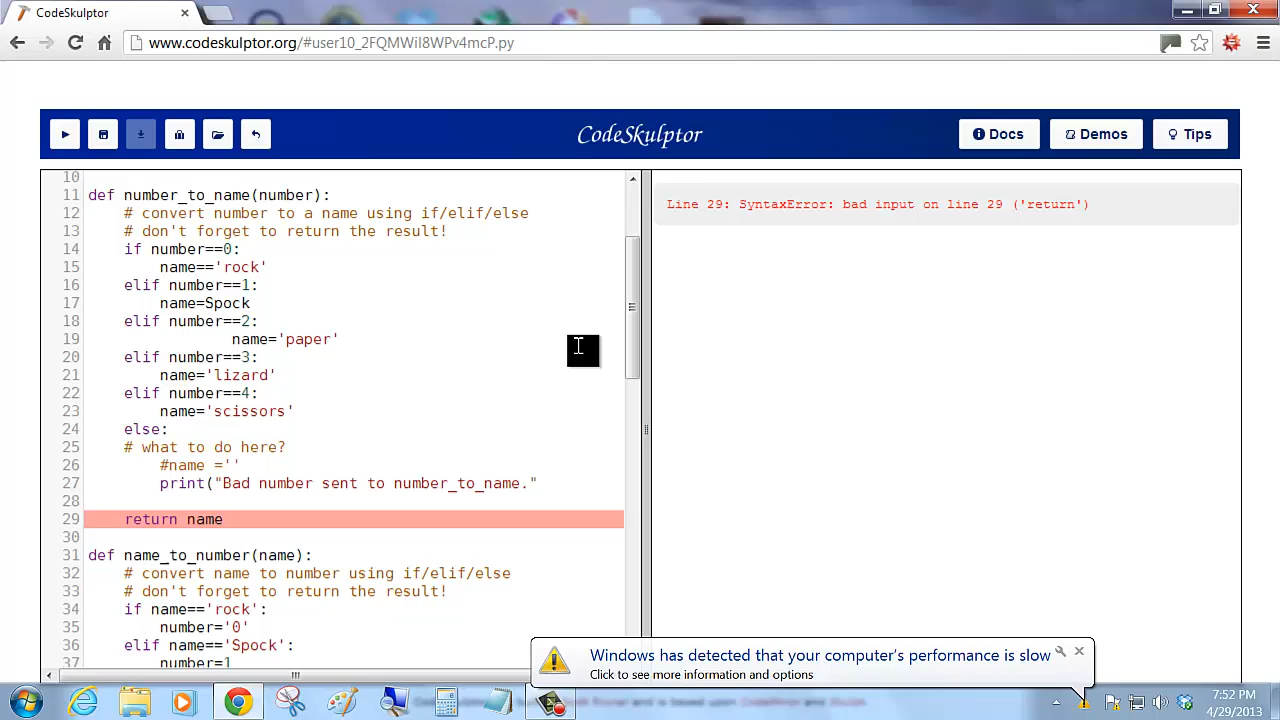 CodeSkulptor
www.codeskulptor.org/#user10_2FQMWiI8WPv4mcP.py
CodeSkulptor
Docs
Demos
Tips
10
11 def number_to_name(number):
12     # convert number to a name using if/elif/else
13     # don't forget to return the result!
14     if number==0:
15         name=='rock'
16     elif number==1:
17         name=Spock
18     elif number==2:
19                 name='paper'
20     elif number==3:
21         name='lizard'
22     elif number==4:
23         name='scissors'
24     else:
25     # what to do here?
26         #name =''
27         print("Bad number sent to number_to_name."
28
29     return name
30
31 def name_to_number(name):
32     # convert name to number using if/elif/else
33     # don't forget to return the result!
34     if name=='rock':
35         number='0'
36     elif name=='Spock':
37         number=1
Line 29: SyntaxError: bad input on line 29 ('return')
Windows has detected that your computer's performance is slow
Click to see more information and options
7:52 PM
4/29/2013